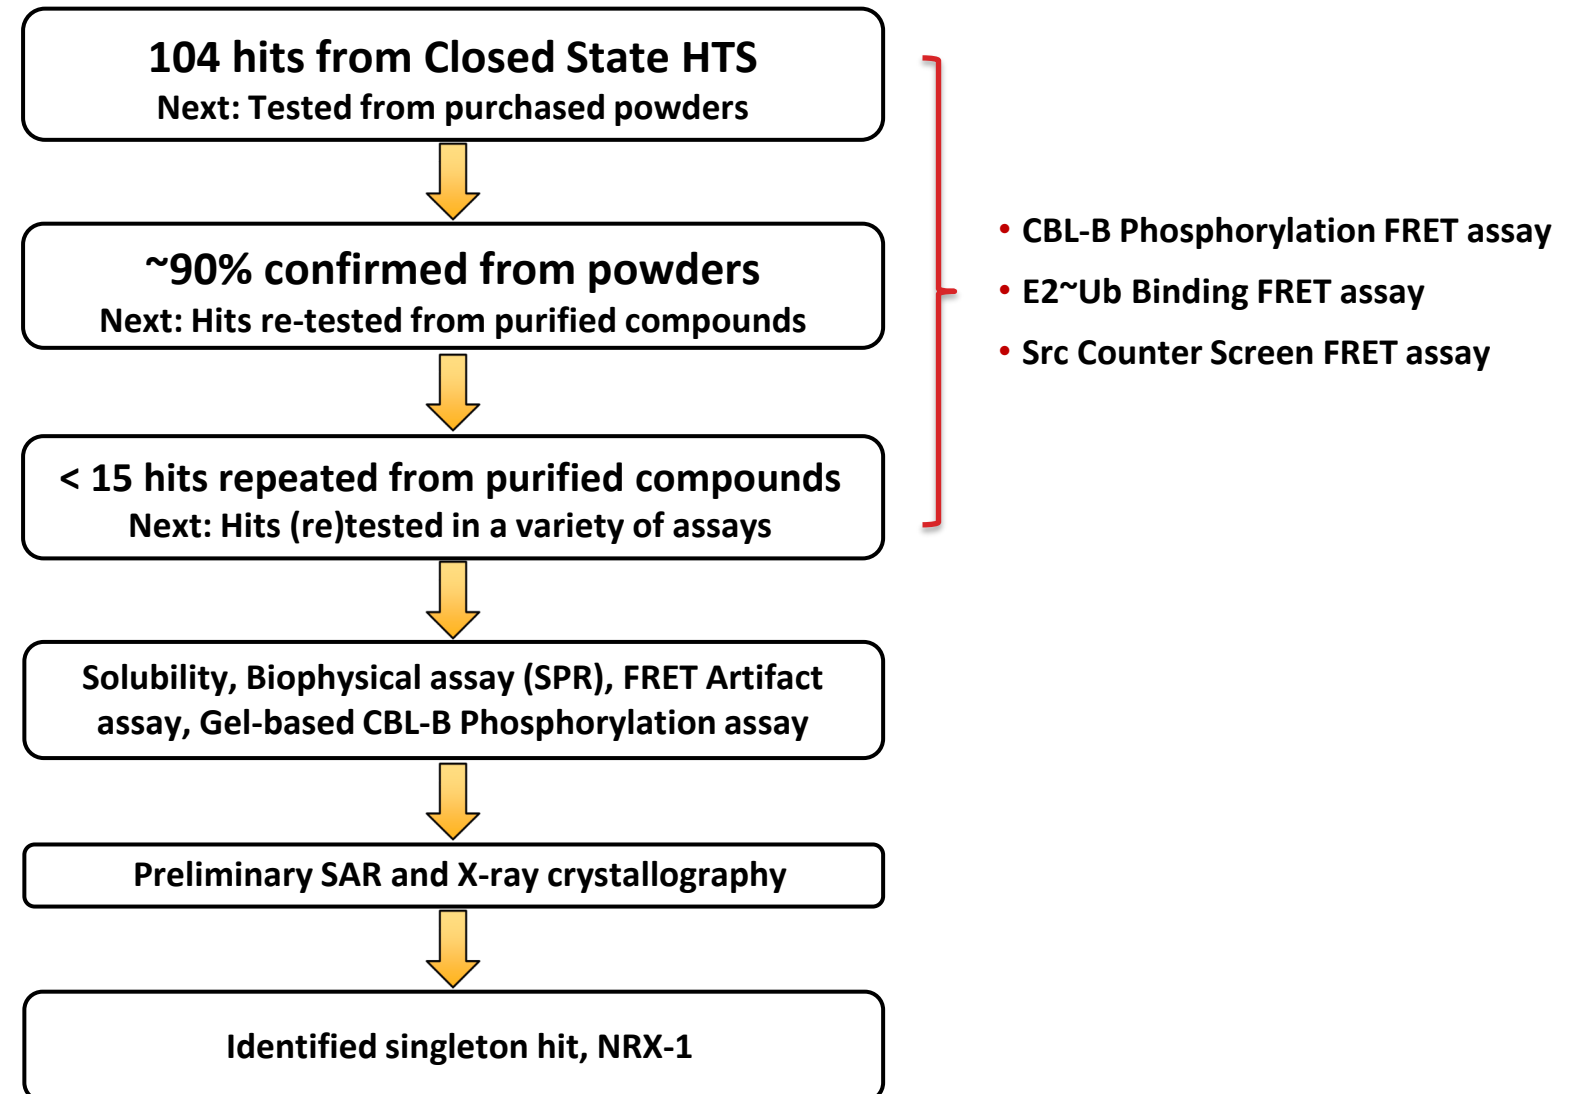 104 hits from Closed State HTS
Next: Tested from purchased powders
~90% confirmed from powders
Next: Hits re-tested from purified compounds
< 15 hits repeated from purified compounds
Next: Hits (re)tested in a variety of assays
• CBL-B Phosphorylation FRET assay
• E2~Ub Binding FRET assay
• Src Counter Screen FRET assay
Solubility, Biophysical assay (SPR), FRET Artifact
assay, Gel-based CBL-B Phosphorylation assay
Preliminary SAR and X-ray crystallography
Identified singleton hit, NRX-1